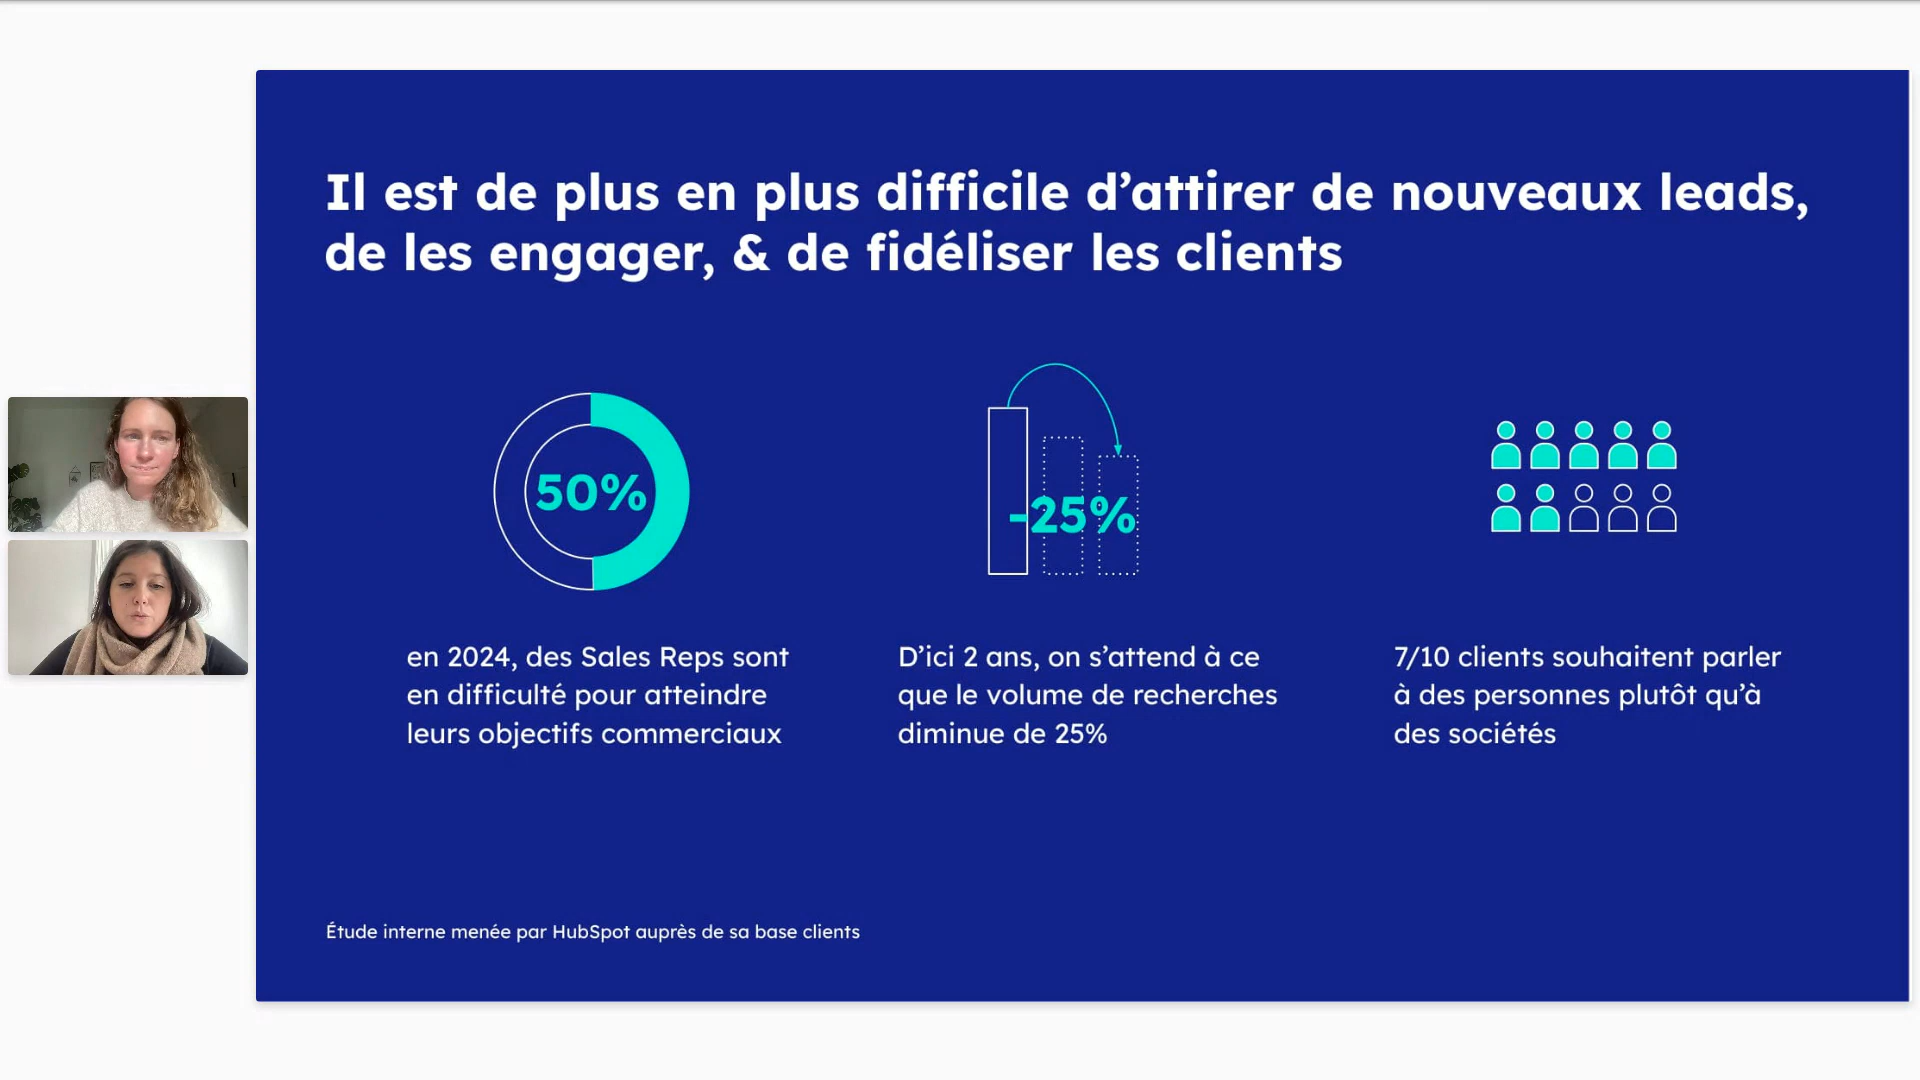 Il est de plus en plus difficile d’attirer de nouveaux leads,
de les engager, & de fidéliser les clients
50%
-25%
en 2024, des Sales Reps sont
en difficulté pour atteindre
leurs objectifs commerciaux
D’ici 2 ans, on s’attend à ce
que le volume de recherches
diminue de 25%
7/10 clients souhaitent parler
à des personnes plutôt qu’à
des sociétés
Étude interne menée par HubSpot auprès de sa base clients